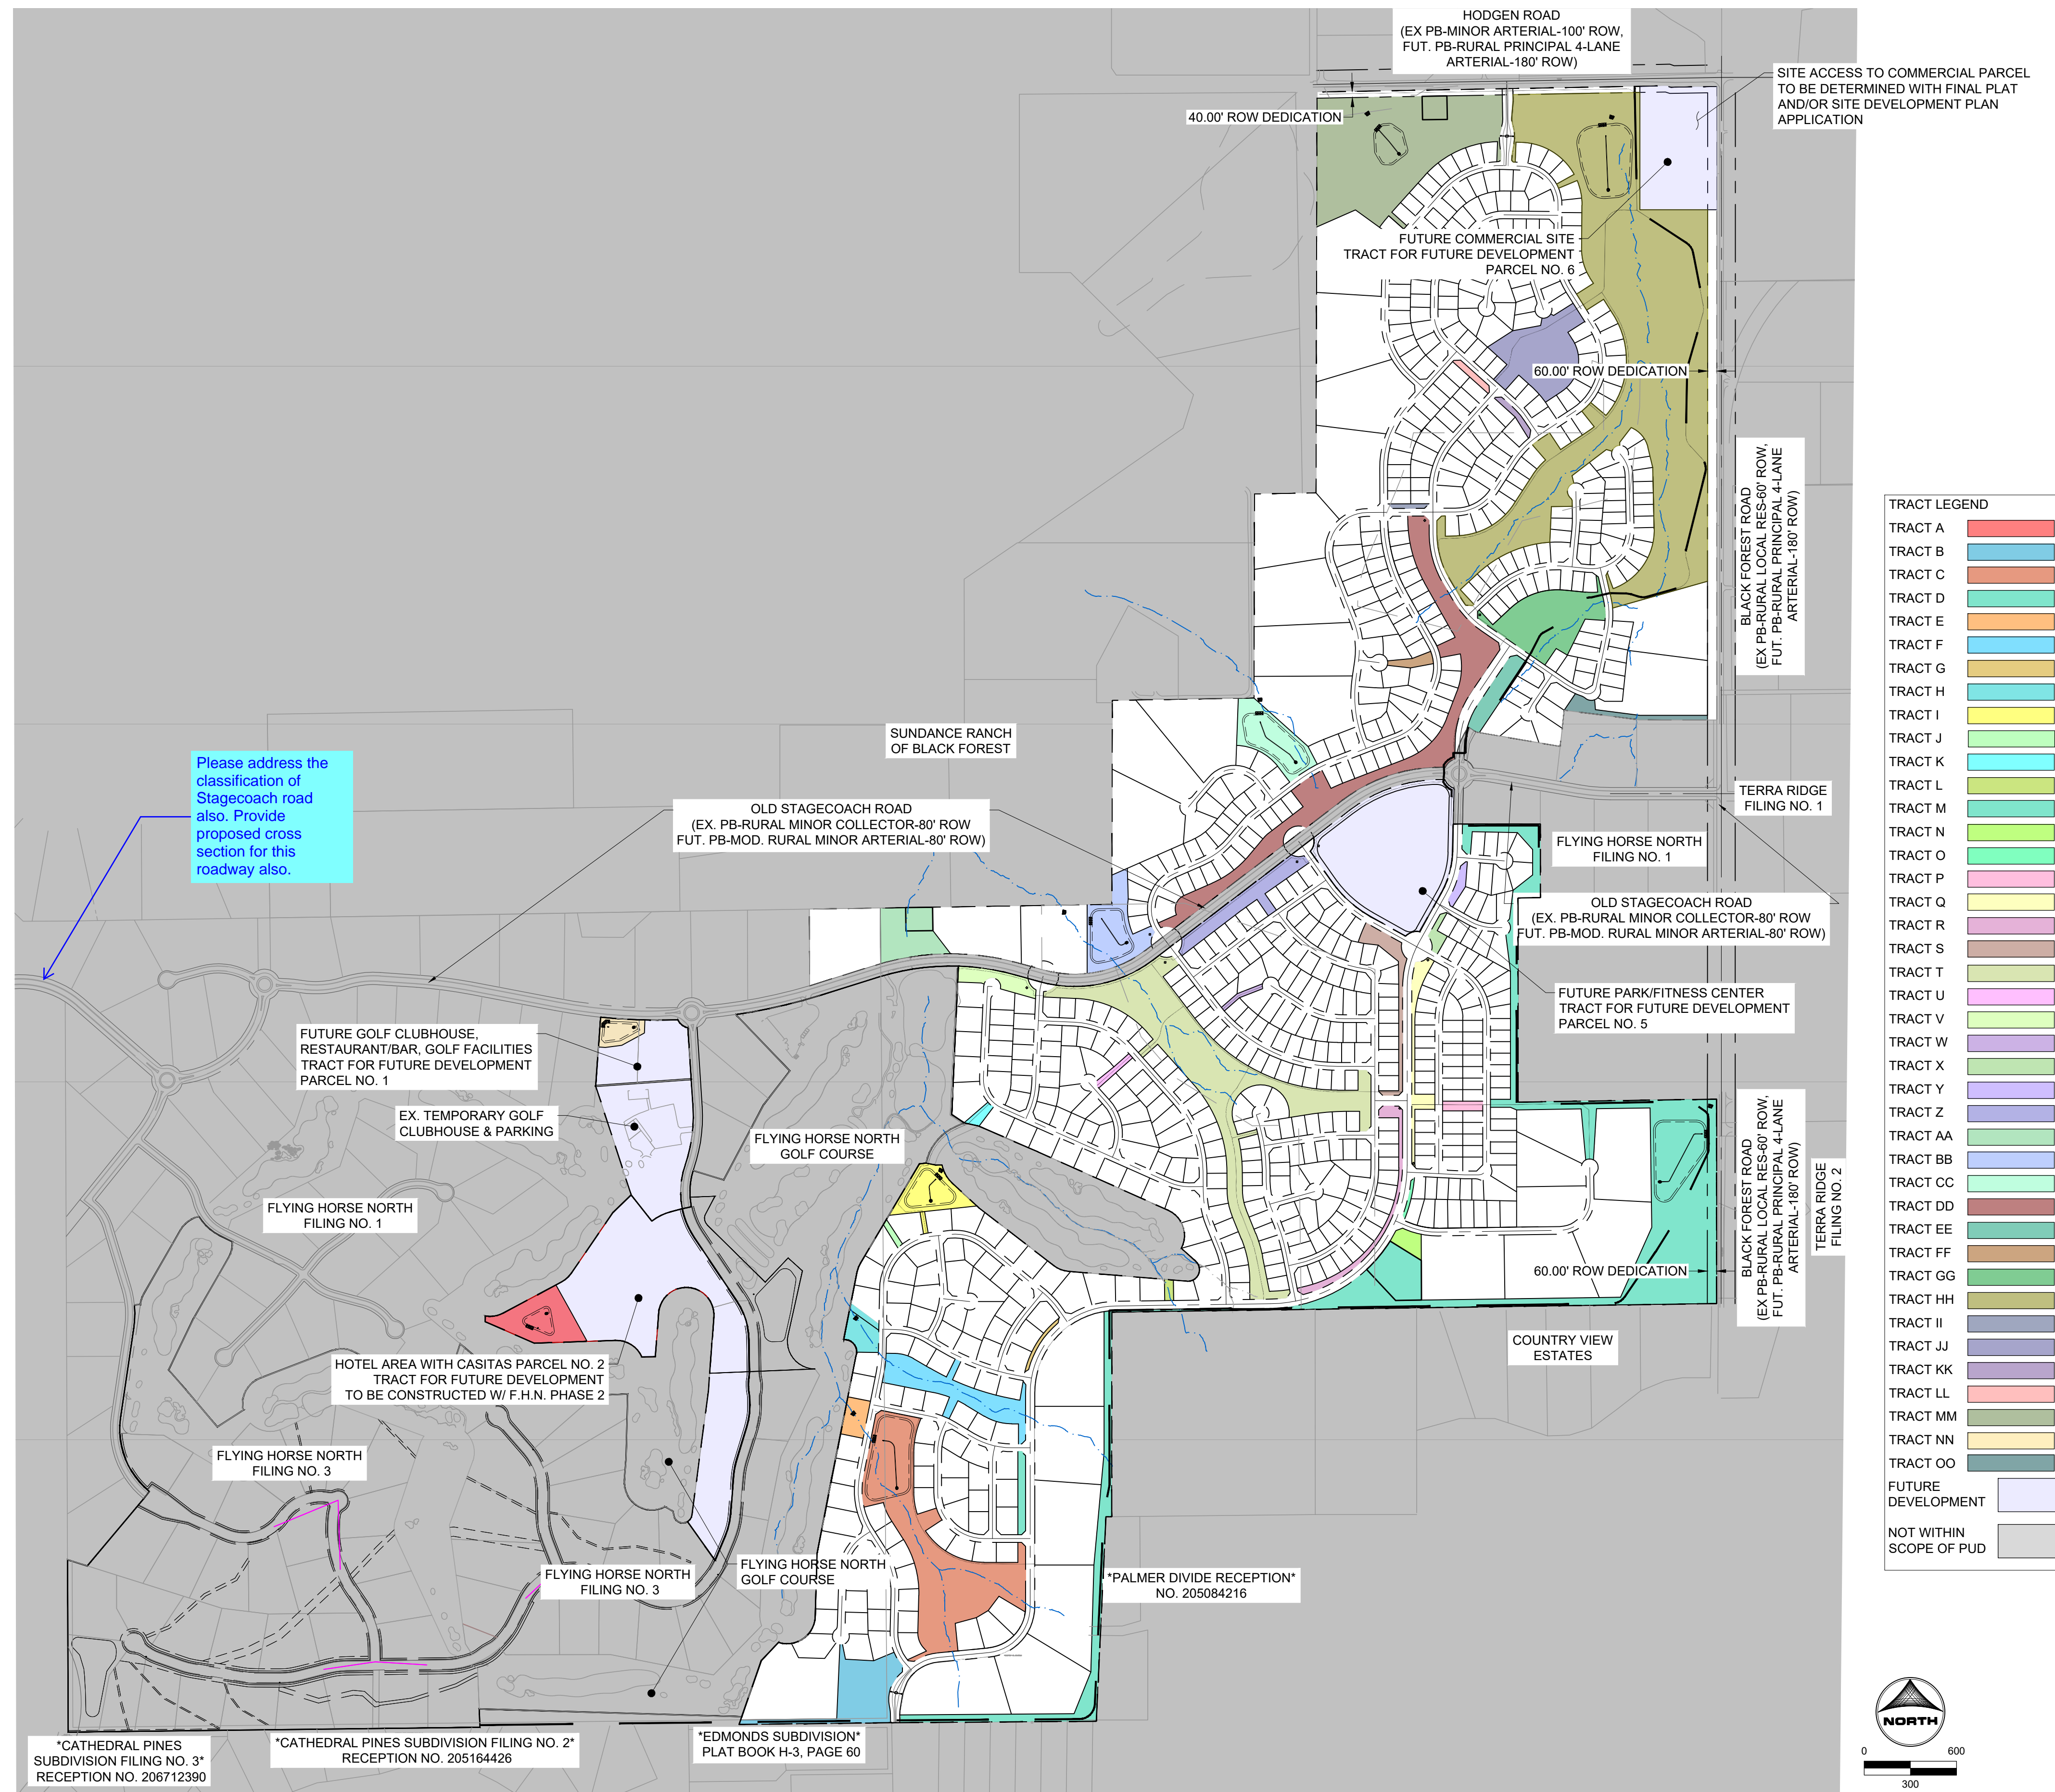 HODGEN ROAD
(EX PB-MINOR ARTERIAL-100' ROW,
FUT. PB-RURAL PRINCIPAL 4-LANE
ARTERIAL-180' ROW)
SITE ACCESS TO COMMERCIAL PARCEL
TO BE DETERMINED WITH FINAL PLAT
AND/OR SITE DEVELOPMENT PLAN
APPLICATION
40.00' ROW DEDICATION
FUTURE COMMERCIAL SITE
TRACT FOR FUTURE DEVELOPMENT
PARCEL NO. 6
60.00' ROW DEDICATION
BLACK FOREST ROAD
(EX PB-RURAL LOCAL RES-60' ROW,
FUT. PB-RURAL PRINCIPAL 4-LANE
ARTERIAL-180' ROW)
SUNDANCE RANCH
OF BLACK FOREST
Please address the
classification of
Stagecoach road
also. Provide
proposed cross
section for this
roadway also.
OLD STAGECOACH ROAD
(EX. PB-RURAL MINOR COLLECTOR-80' ROW
FUT. PB-MOD. RURAL MINOR ARTERIAL-80' ROW)
TERRA RIDGE
FILING NO. 1
FLYING HORSE NORTH
FILING NO. 1
OLD STAGECOACH ROAD
(EX. PB-RURAL MINOR COLLECTOR-80' ROW
FUT. PB-MOD. RURAL MINOR ARTERIAL-80' ROW)
FUTURE PARK/FITNESS CENTER
TRACT FOR FUTURE DEVELOPMENT
PARCEL NO. 5
FUTURE GOLF CLUBHOUSE,
RESTAURANT/BAR, GOLF FACILITIES
TRACT FOR FUTURE DEVELOPMENT
PARCEL NO. 1
EX. TEMPORARY GOLF
CLUBHOUSE & PARKING
FLYING HORSE NORTH
GOLF COURSE
FLYING HORSE NORTH
FILING NO. 1
BLACK FOREST ROAD
(EX PB-RURAL LOCAL RES-60' ROW,
FUT. PB-RURAL PRINCIPAL 4-LANE
ARTERIAL-180' ROW)
TERRA RIDGE
FILING NO. 2
60.00' ROW DEDICATION
COUNTRY VIEW
ESTATES
HOTEL AREA WITH CASITAS PARCEL NO. 2
TRACT FOR FUTURE DEVELOPMENT
TO BE CONSTRUCTED W/ F.H.N. PHASE 2
FLYING HORSE NORTH
FILING NO. 3
FLYING HORSE NORTH
FILING NO. 3
FLYING HORSE NORTH
GOLF COURSE
*PALMER DIVIDE RECEPTION*
NO. 205084216
*CATHEDRAL PINES
SUBDIVISION FILING NO. 3*
RECEPTION NO. 206712390
*CATHEDRAL PINES SUBDIVISION FILING NO. 2*
RECEPTION NO. 205164426
*EDMONDS SUBDIVISION*
PLAT BOOK H-3, PAGE 60
TRACT LEGEND
TRACT A
TRACT B
TRACT C
TRACT D
TRACT E
TRACT F
TRACT G
TRACT H
TRACT I
TRACT J
TRACT K
TRACT L
TRACT M
TRACT N
TRACT O
TRACT P
TRACT Q
TRACT R
TRACT S
TRACT T
TRACT U
TRACT V
TRACT W
TRACT X
TRACT Y
TRACT Z
TRACT AA
TRACT BB
TRACT CC
TRACT DD
TRACT EE
TRACT FF
TRACT GG
TRACT HH
TRACT II
TRACT JJ
TRACT KK
TRACT LL
TRACT MM
TRACT NN
TRACT OO
FUTURE
DEVELOPMENT
NOT WITHIN
SCOPE OF PUD
NORTH
0 600
300